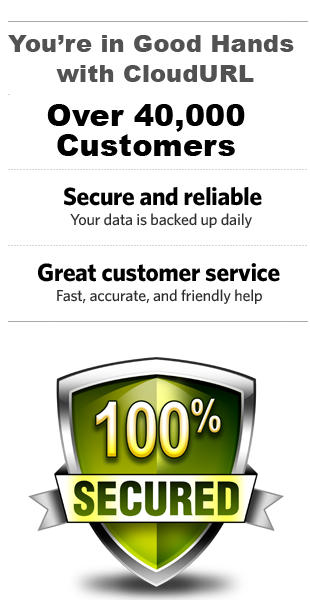 You're in Good Hands
with CloudURL
Over 40,000
Customers
Secure and reliable
Your data is backed up daily
Great customer service
Fast, accurate, and friendly help
100%
SECURED